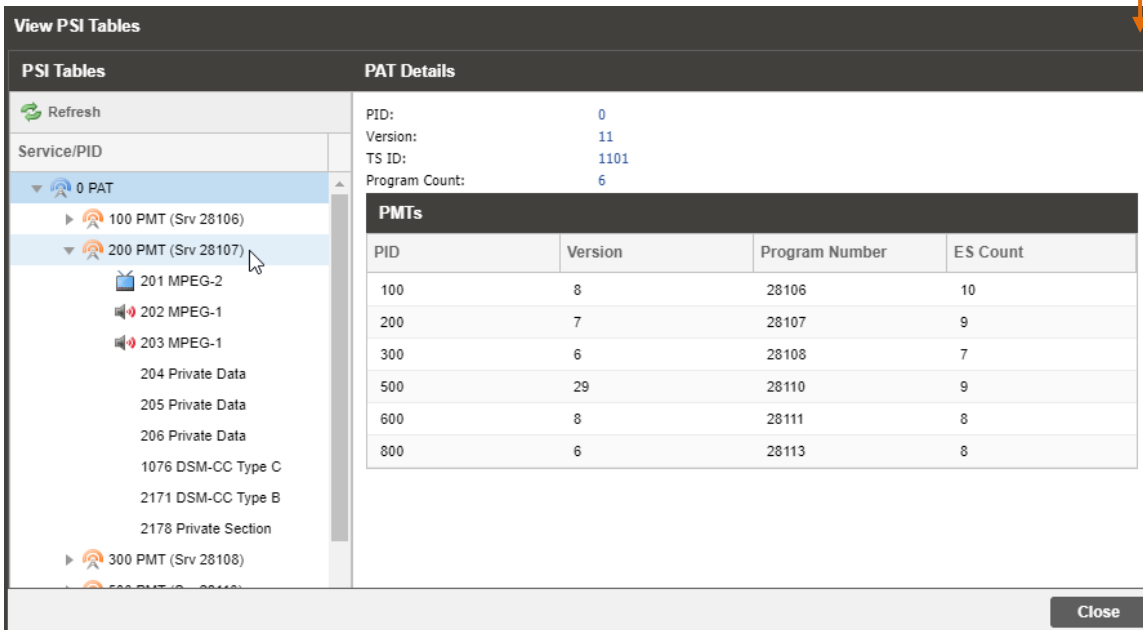 View PSI Tables
PSI Tables
Refresh
Service/PID
0 PAT
100 PMT (Srv 28106)
200 PMT (Srv 28107)
201 MPEG-2
202 MPEG-1
203 MPEG-1
204 Private Data
205 Private Data
206 Private Data
1076 DSM-CC Type C
2171 DSM-CC Type B
2178 Private Section
300 PMT (Srv 28108)
PAT Details
PID: 0
Version: 11
TS ID: 1101
Program Count: 6
PMTs
PID Version Program Number ES Count
100 8 28106 10
200 7 28107 9
300 6 28108 7
500 29 28110 9
600 8 28111 8
800 6 28113 8
Close